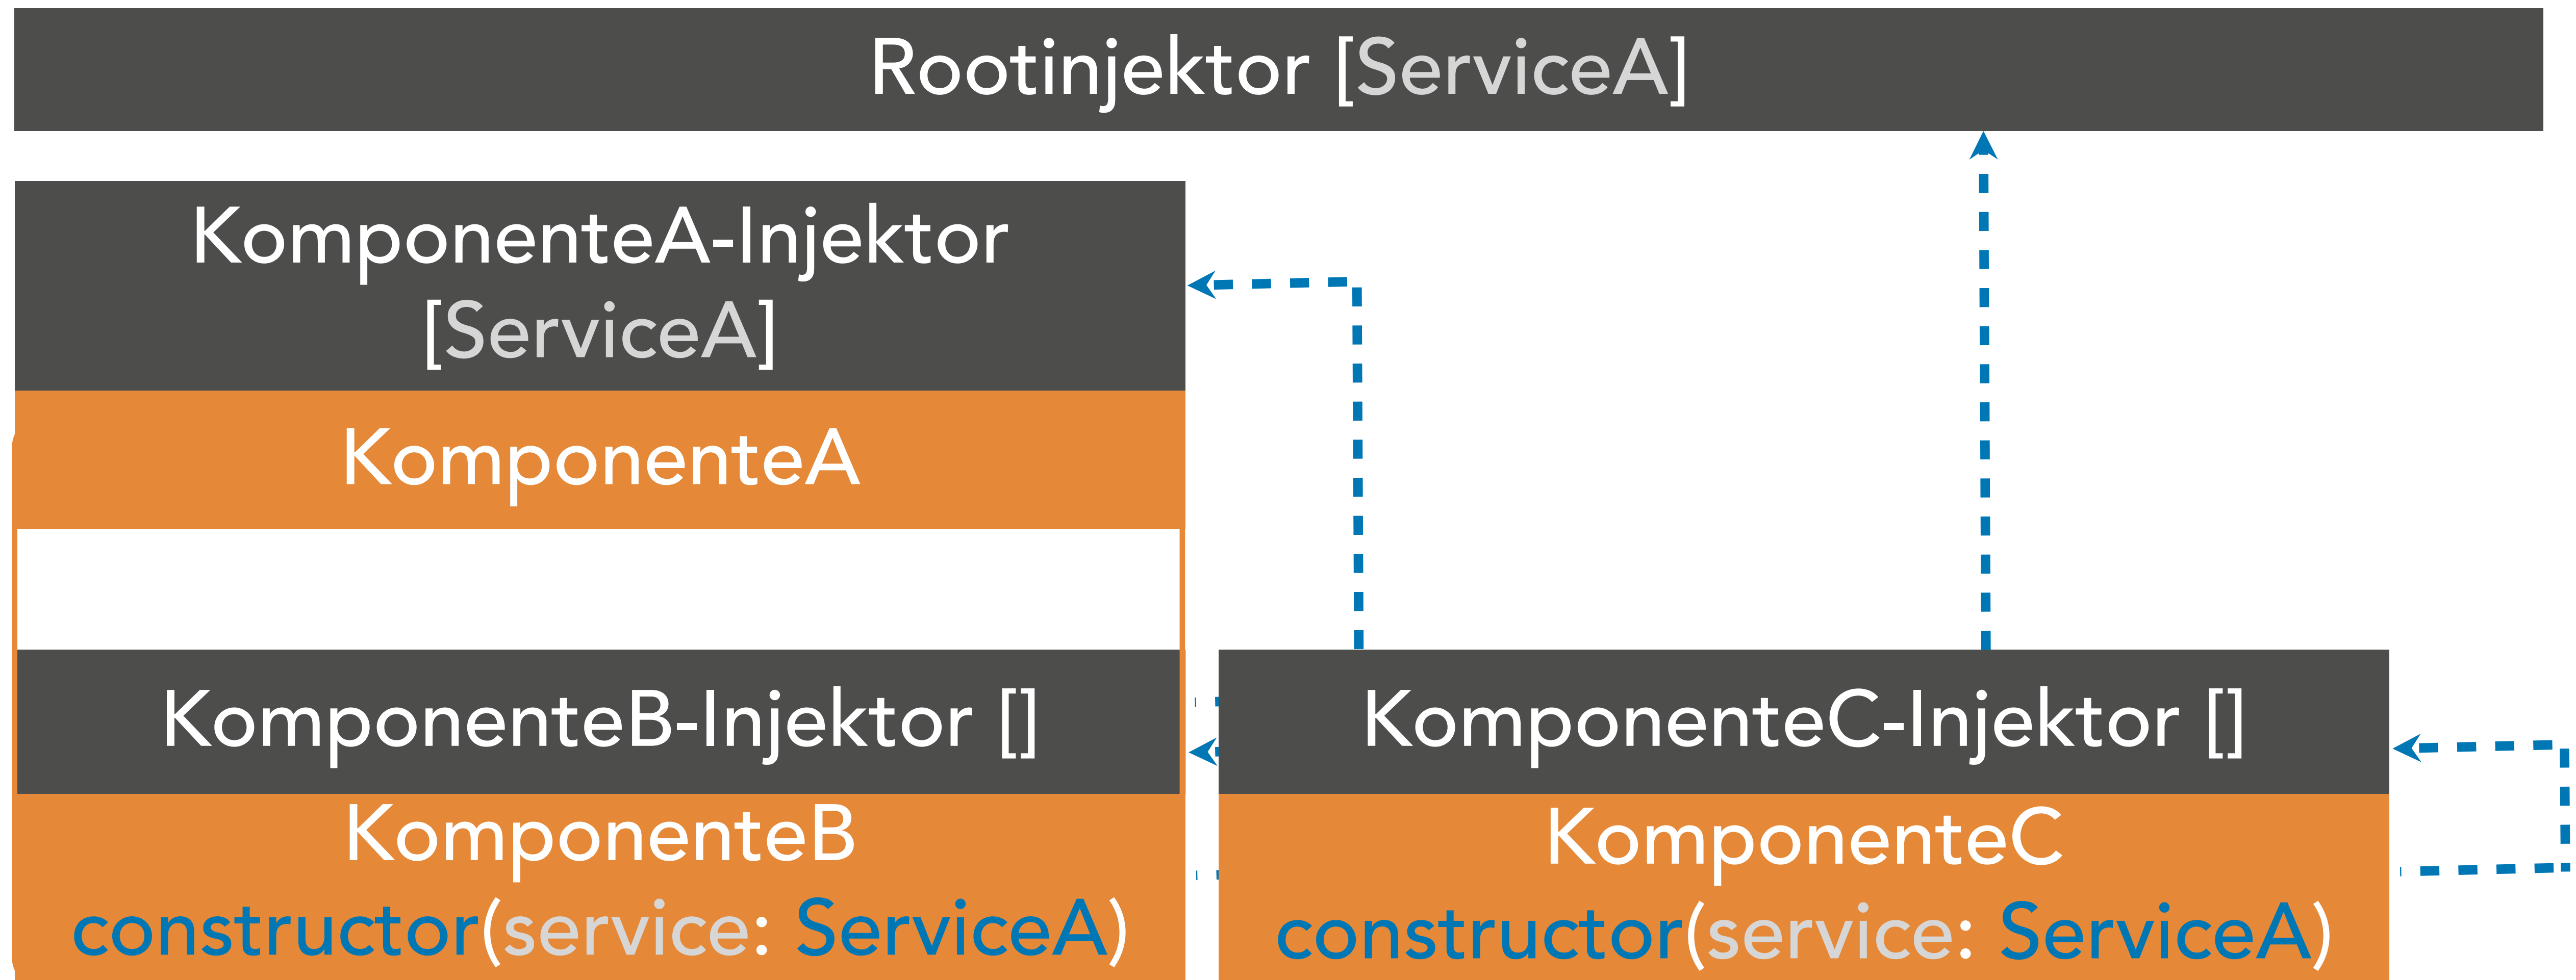 Rootinjektor [ServiceA]
KomponenteA-Injektor
[ServiceA]
KomponenteA
KomponenteB-Injektor []
KomponenteB
constructor(service: ServiceA)
KomponenteC-Injektor []
KomponenteC
constructor(service: ServiceA)